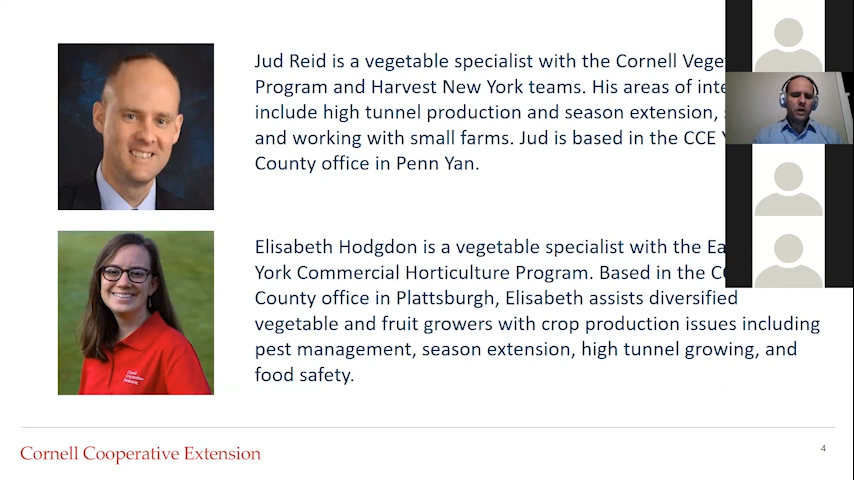 Jud Reid is a vegetable specialist with the Cornell Vege
Program and Harvest New York teams. His areas of inte
include high tunnel production and season extension,
and working with small farms. Jud is based in the CCE
County office in Penn Yan.
Elisabeth Hodgdon is a vegetable specialist with the Ea
York Commercial Horticulture Program. Based in the
County office in Plattsburgh, Elisabeth assists diversified
vegetable and fruit growers with crop production issues including
pest management, season extension, high tunnel growing, and
food safety.
Cornell Cooperative Extension
4